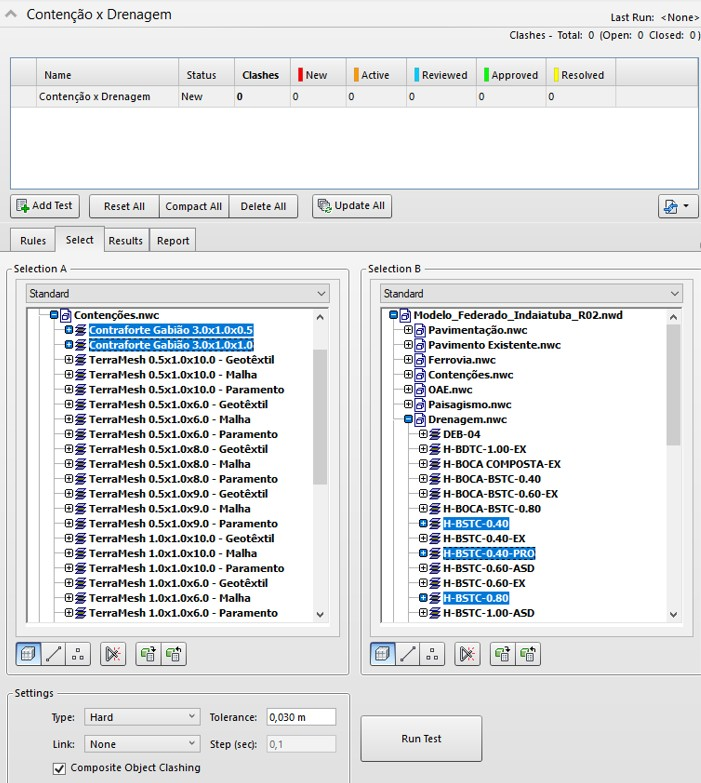 Contenção x Drenagem
Last Run: <None>
Clashes - Total: 0 (Open: 0 Closed: 0)
Name Status Clashes New Active Reviewed Approved Resolved
Contenção x Drenagem New 0 0 0 0 0 0
Add Test Reset All Compact All Delete All Update All
Rules Select Results Report
Selection A
Standard
Contenções.nwc
Contraforte Gabião 3.0x1.0x0.5
Contraforte Gabião 3.0x1.0x1.0
TerraMesh 0.5x1.0x10.0 - Geotêxtil
TerraMesh 0.5x1.0x10.0 - Malha
TerraMesh 0.5x1.0x10.0 - Paramento
TerraMesh 0.5x1.0x6.0 - Geotêxtil
TerraMesh 0.5x1.0x6.0 - Malha
TerraMesh 0.5x1.0x6.0 - Paramento
TerraMesh 0.5x1.0x8.0 - Geotêxtil
TerraMesh 0.5x1.0x8.0 - Malha
TerraMesh 0.5x1.0x8.0 - Paramento
TerraMesh 0.5x1.0x9.0 - Geotêxtil
TerraMesh 0.5x1.0x9.0 - Malha
TerraMesh 0.5x1.0x9.0 - Paramento
TerraMesh 1.0x1.0x10.0 - Geotêxtil
TerraMesh 1.0x1.0x10.0 - Malha
TerraMesh 1.0x1.0x10.0 - Paramento
TerraMesh 1.0x1.0x6.0 - Geotêxtil
TerraMesh 1.0x1.0x6.0 - Malha
TerraMesh 1.0x1.0x6.0 - Paramento
Selection B
Standard
Modelo_Federado_Indaiatuba_R02.nwd
Pavimentação.nwc
Pavimento Existente.nwc
Ferrovia.nwc
Contenções.nwc
OAE.nwc
Paisagismo.nwc
Drenagem.nwc
DEB-04
H-BDTC-1.00-EX
H-BOCA COMPOSTA-EX
H-BOCA-BSTC-0.40
H-BOCA-BSTC-0.60-EX
H-BOCA-BSTC-0.80
H-BSTC-0.40
H-BSTC-0.40-EX
H-BSTC-0.40-PRO
H-BSTC-0.60-ASD
H-BSTC-0.60-EX
H-BSTC-0.80
H-BSTC-1.00-ASD
Settings
Type: Hard Tolerance: 0,030 m
Link: None Step (sec): 0,1
Composite Object Clashing
Run Test